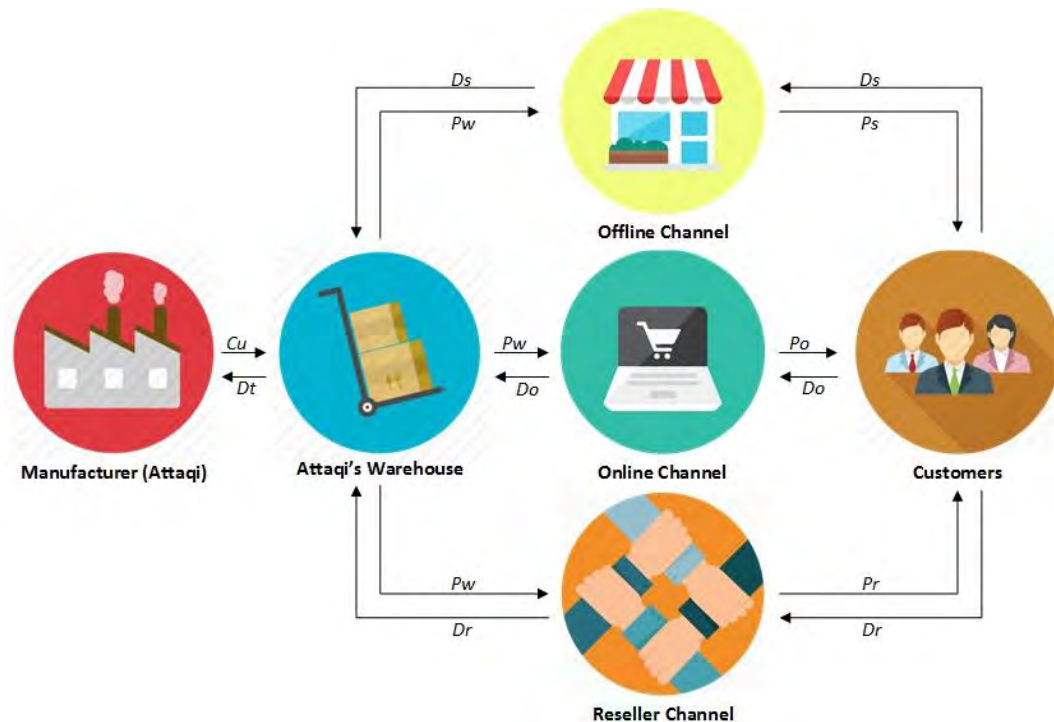 Ds
Ds
Pw
Ps
Offline Channel
Cu
Pw
Po
Dt
Do
Do
Manufacturer (Attaqi)
Attaqi's Warehouse
Online Channel
Customers
Pw
Pr
Dr
Dr
Reseller Channel